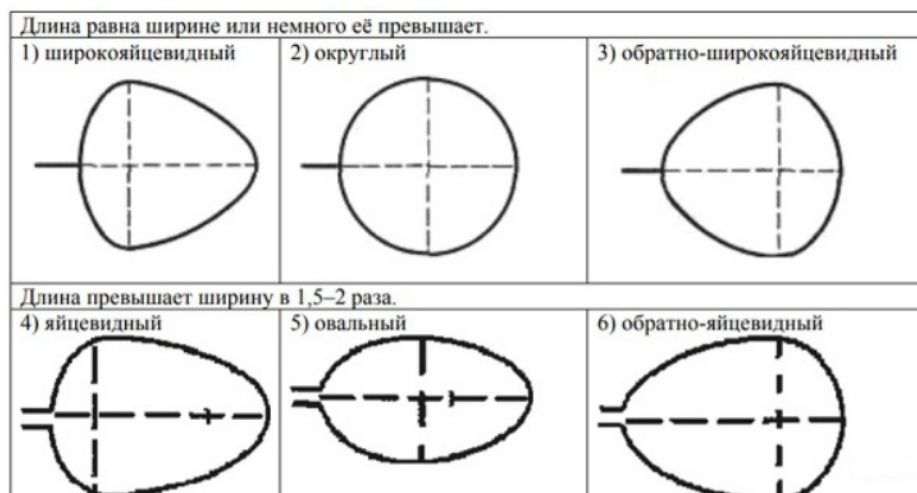 Длина равна ширине или немного её превышает.
1) широкояйцевидный
2) округлый
3) обратно-широкояйцевидный
Длина превышает ширину в 1,5–2 раза.
4) яйцевидный
5) овальный
6) обратно-яйцевидный